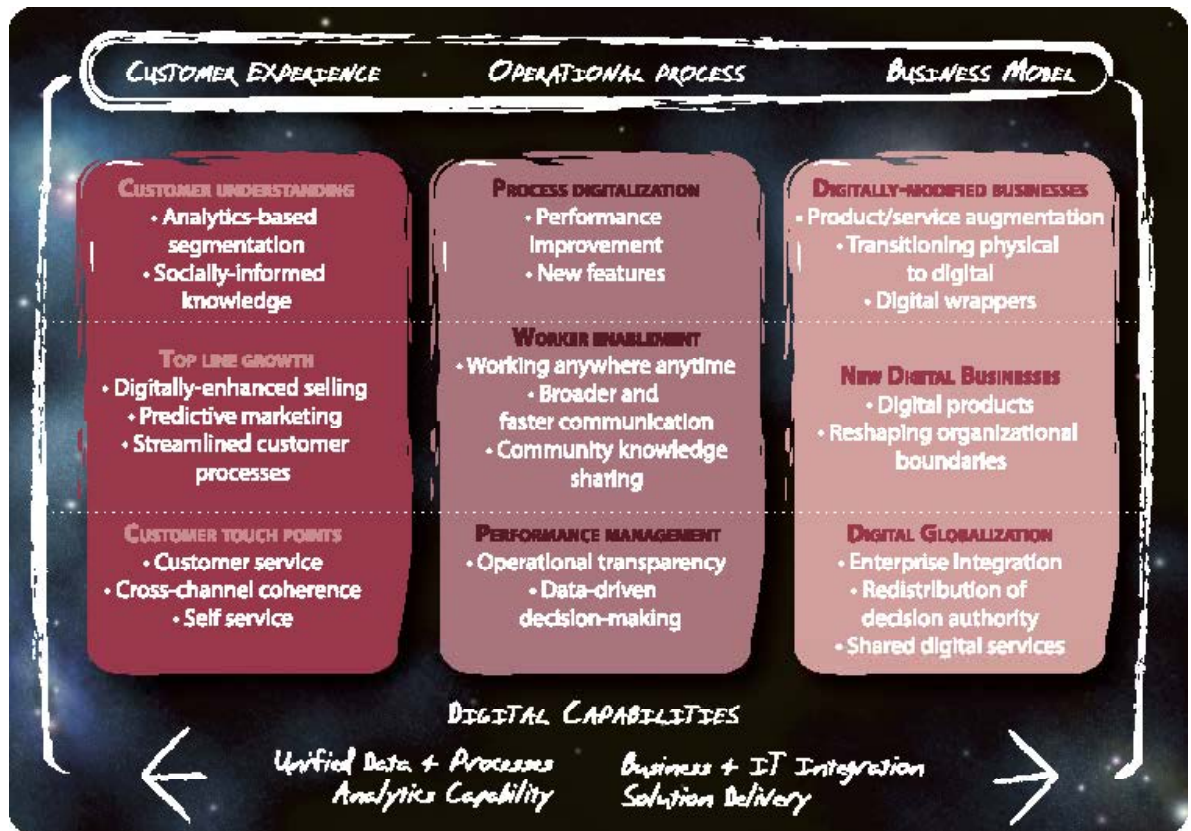 CUSTOMER EXPERIENCE
OPERATIONAL PROCESS
BUSINESS MODEL
CUSTOMER UNDERSTANDING
• Analytics-based
segmentation
• Socially-informed
knowledge
TOP LINE GROWTH
• Digitally-enhanced selling
• Predictive marketing
• Streamlined customer
processes
CUSTOMER TOUCH POINTS
• Customer service
• Cross-channel coherence
• Self service
PROCESS DIGITALIZATION
• Performance
improvement
• New features
WORKER ENABLEMENT
• Working anywhere anytime
• Broader and
faster communication
• Community knowledge
sharing
PERFORMANCE MANAGEMENT
• Operational transparency
• Data-driven
decision-making
DIGITALLY-MODIFIED BUSINESSES
• Product/service augmentation
• Transitioning physical
to digital
• Digital wrappers
NEW DIGITAL BUSINESSES
• Digital products
• Reshaping organizational
boundaries
DIGITAL GLOBALIZATION
• Enterprise Integration
• Redistribution of
decision authority
• Shared digital services
DIGITAL CAPABILITIES
Unified Data + Processes
Analytics Capability
Business + IT Integration
Solution Delivery